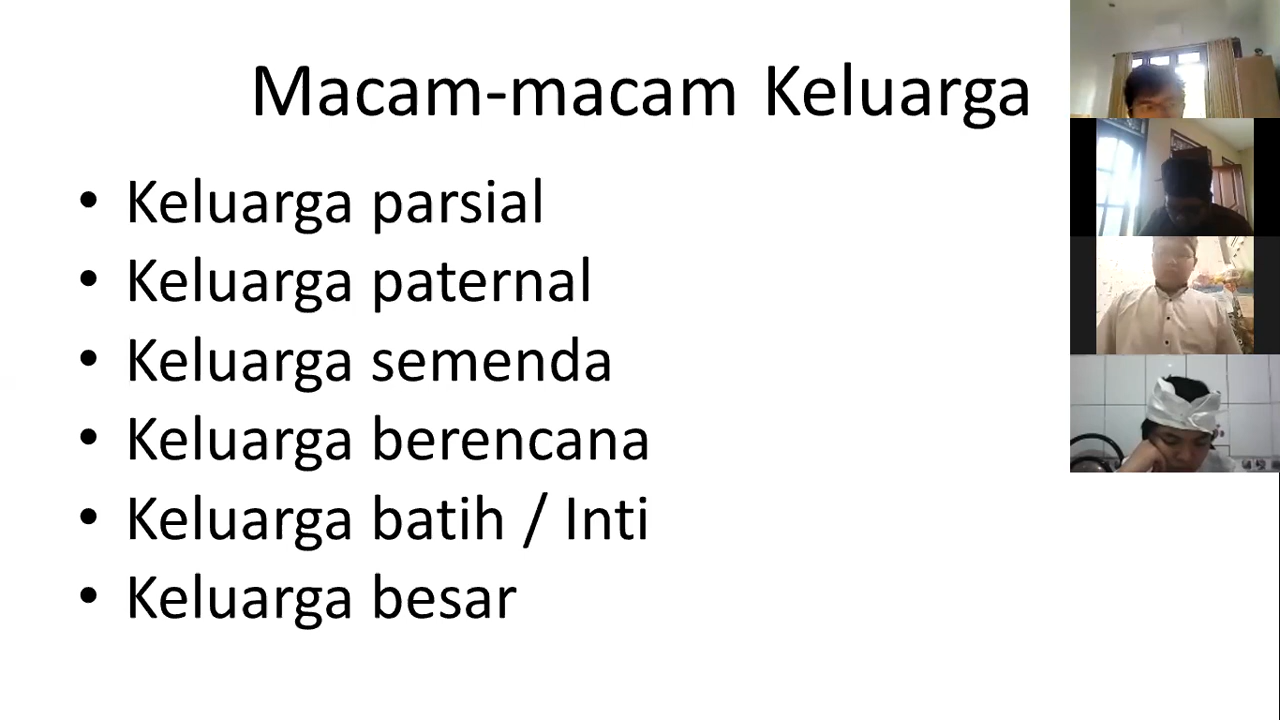 Macam-macam Keluarga
• Keluarga parsial
• Keluarga paternal
• Keluarga semenda
• Keluarga berencana
• Keluarga batih / Inti
• Keluarga besar